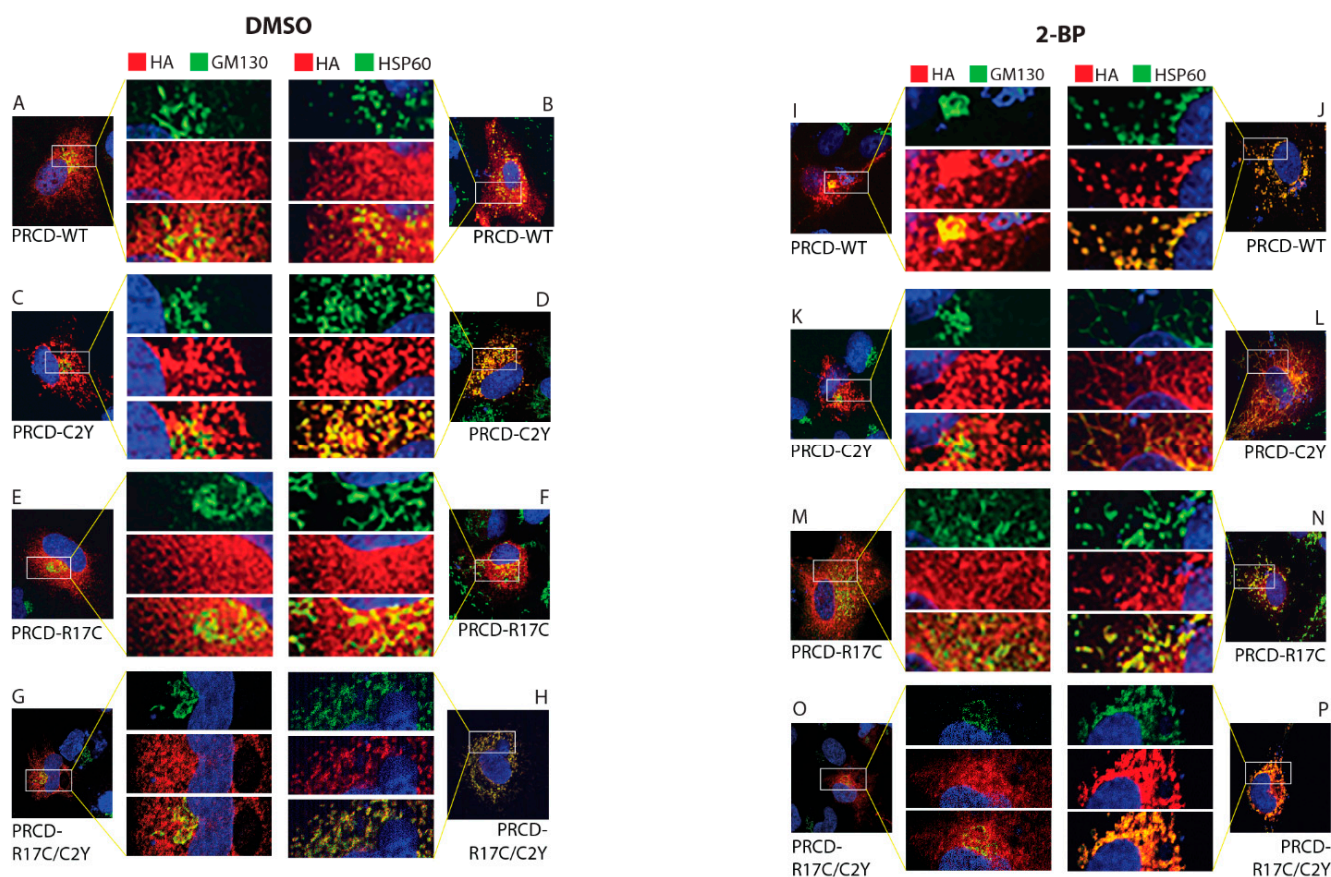 DMSO
HA GM130 HA HSP60
A
B
PRCD-WT
PRCD-WT
C
D
PRCD-C2Y
PRCD-C2Y
E
F
PRCD-R17C
PRCD-R17C
G
H
PRCD-
R17C/C2Y
PRCD-
R17C/C2Y
2-BP
HA GM130 HA HSP60
I
J
PRCD-WT
PRCD-WT
K
L
PRCD-C2Y
PRCD-C2Y
M
N
PRCD-R17C
PRCD-R17C
O
P
PRCD-
R17C/C2Y
PRCD-
R17C/C2Y